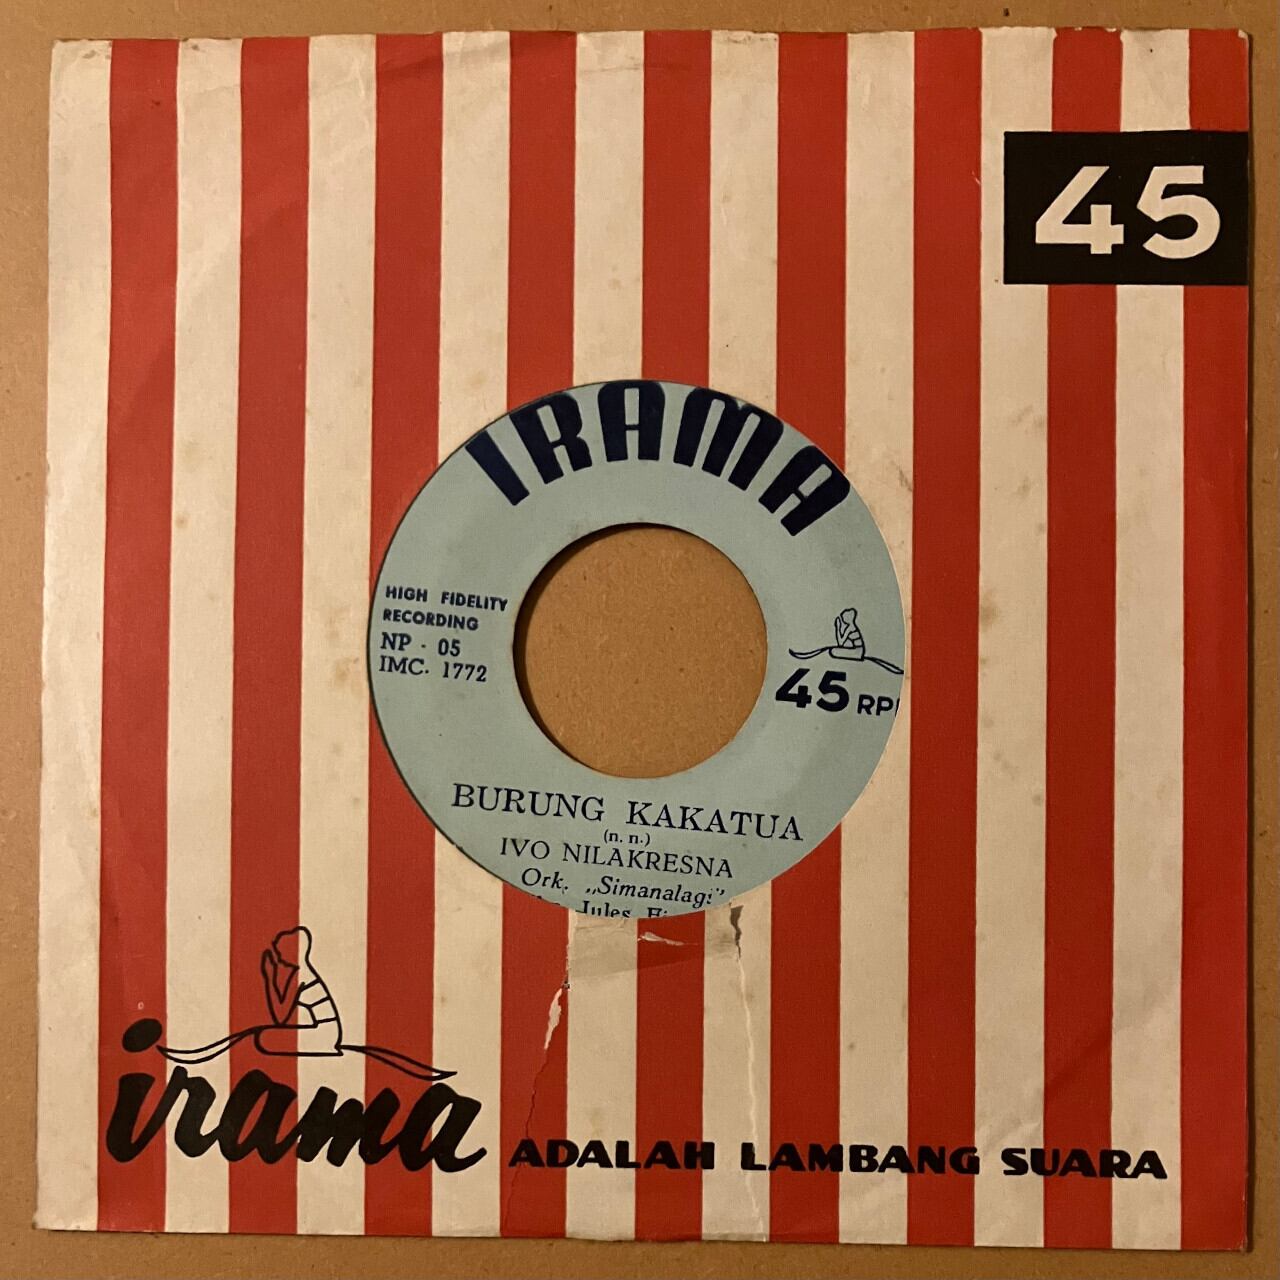 45
IRAMA
HIGH FIDELITY
RECORDING
NP - 05
IMC. 1772
45 RP
BURUNG KAKATUA
(n. n.)
IVO NILAKRESNA
Ork. „Simanalagi”
Jules
irama ADALAH LAMBANG SUARA